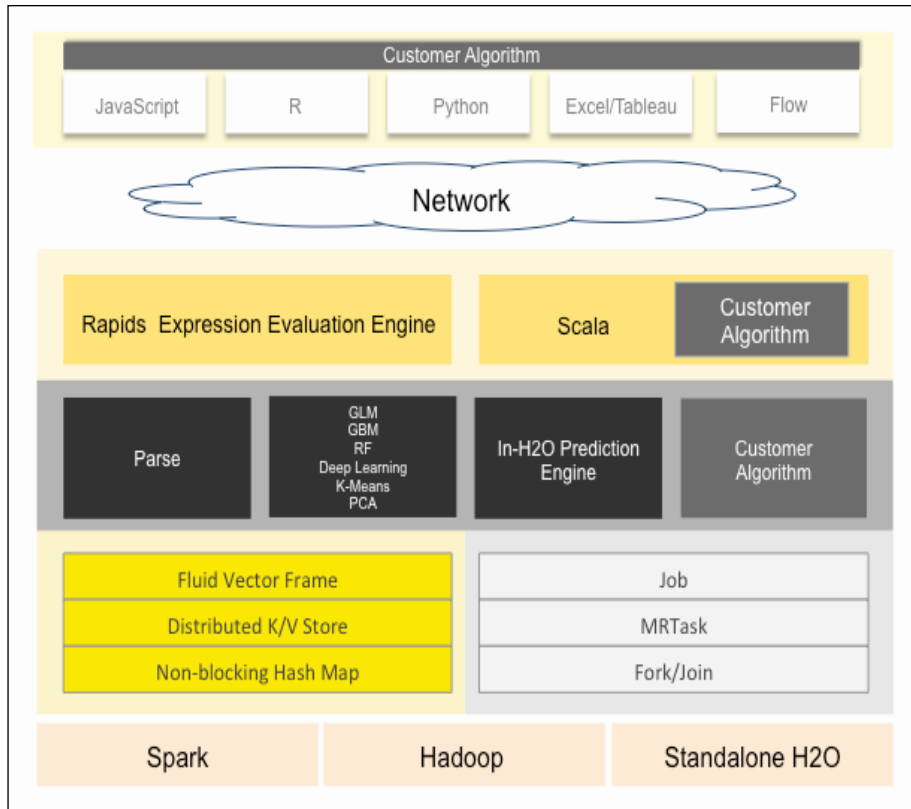 Customer Algorithm
JavaScript
R
Python
Excel/Tableau
Flow
Network
Rapids Expression Evaluation Engine
Scala
Customer
Algorithm
Parse
GLM
GBM
RF
Deep Learning
K-Means
PCA
In-H2O Prediction
Engine
Customer
Algorithm
Fluid Vector Frame
Distributed K/V Store
Non-blocking Hash Map
Job
MRTask
Fork/Join
Spark
Hadoop
Standalone H2O